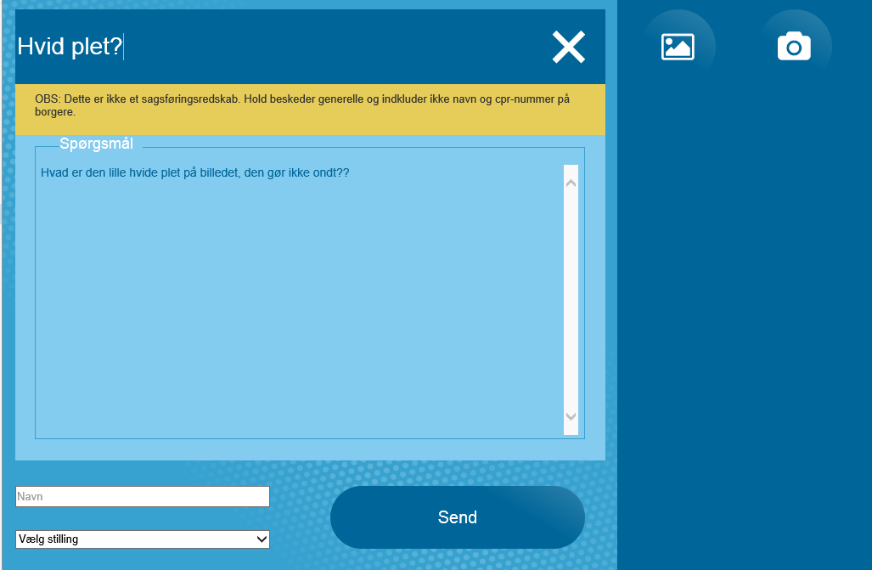 Hvid plet?
OBS: Dette er ikke et sagsføringsredskab. Hold beskeder generelle og indkluder ikke navn og cpr-nummer på
borgere.
Spørgsmål
Hvad er den lille hvide plet på billedet, den gør ikke ondt??
Navn
Send
Vælg stilling